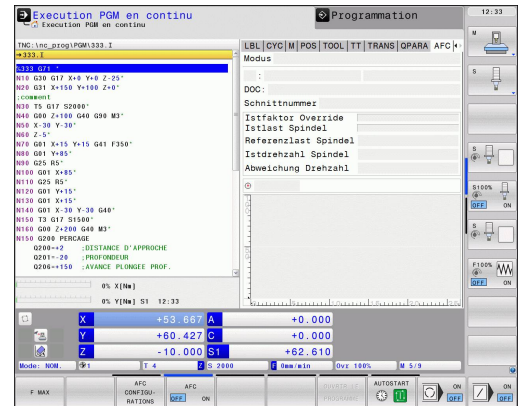 Execution PGM en continu
Execution PGM en continu
Programmation
12:33
TNC:\nc_prog\PGM\333.I
→333.I
%333 G71 *
N10 G30 G17 X+0 Y+0 Z-25*
N20 G31 X+150 Y+100 Z+0*
;comment
N30 T5 G17 S2000*
N40 G00 Z+100 G40 G90 M3*
N50 X-30 Y-30*
N60 Z-5*
N70 G01 X+15 Y+15 G41 F350*
N80 G01 Y+85*
N90 G25 R5*
N100 G01 X+85*
N110 G25 R5*
N120 G01 Y+15*
N130 G01 X+15*
N140 G01 X-30 Y-30 G40*
N150 T3 G17 S1500*
N160 G00 Z+200 G40 M3*
N150 G200 PERCAGE
Q200=+2 ;DISTANCE D'APPROCHE
Q201=-20 ;PROFONDEUR
Q206=+150 ;AVANCE PLONGEE PROF.
LBL CYC M POS TOOL TT TRANS QPARA AFC
Modus
:
DOC:
Schnittnummer
Istfaktor Override
Istlast Spindel
Referenzlast Spindel
Istdrehzahl Spindel
Abweichung Drehzahl
0% X[Nm]
0% Y[Nm] S1 12:33
X +53.667 A +0.000
Y +60.427 C +0.000
Z -10.000 S1 +62.610
Mode: NOM. 1 T 4 Z S 2000 F 0mm/min Ovr 100% M 5/9
M
S
S
S100%
OFF ON
S
F100%
OFF ON
F MAX
AFC
CONFIGU-
RATIONS
AFC
OFF ON
OUVRIR LE
PROGRAMME
AUTOSTART
ON
OFF
ON
OFF